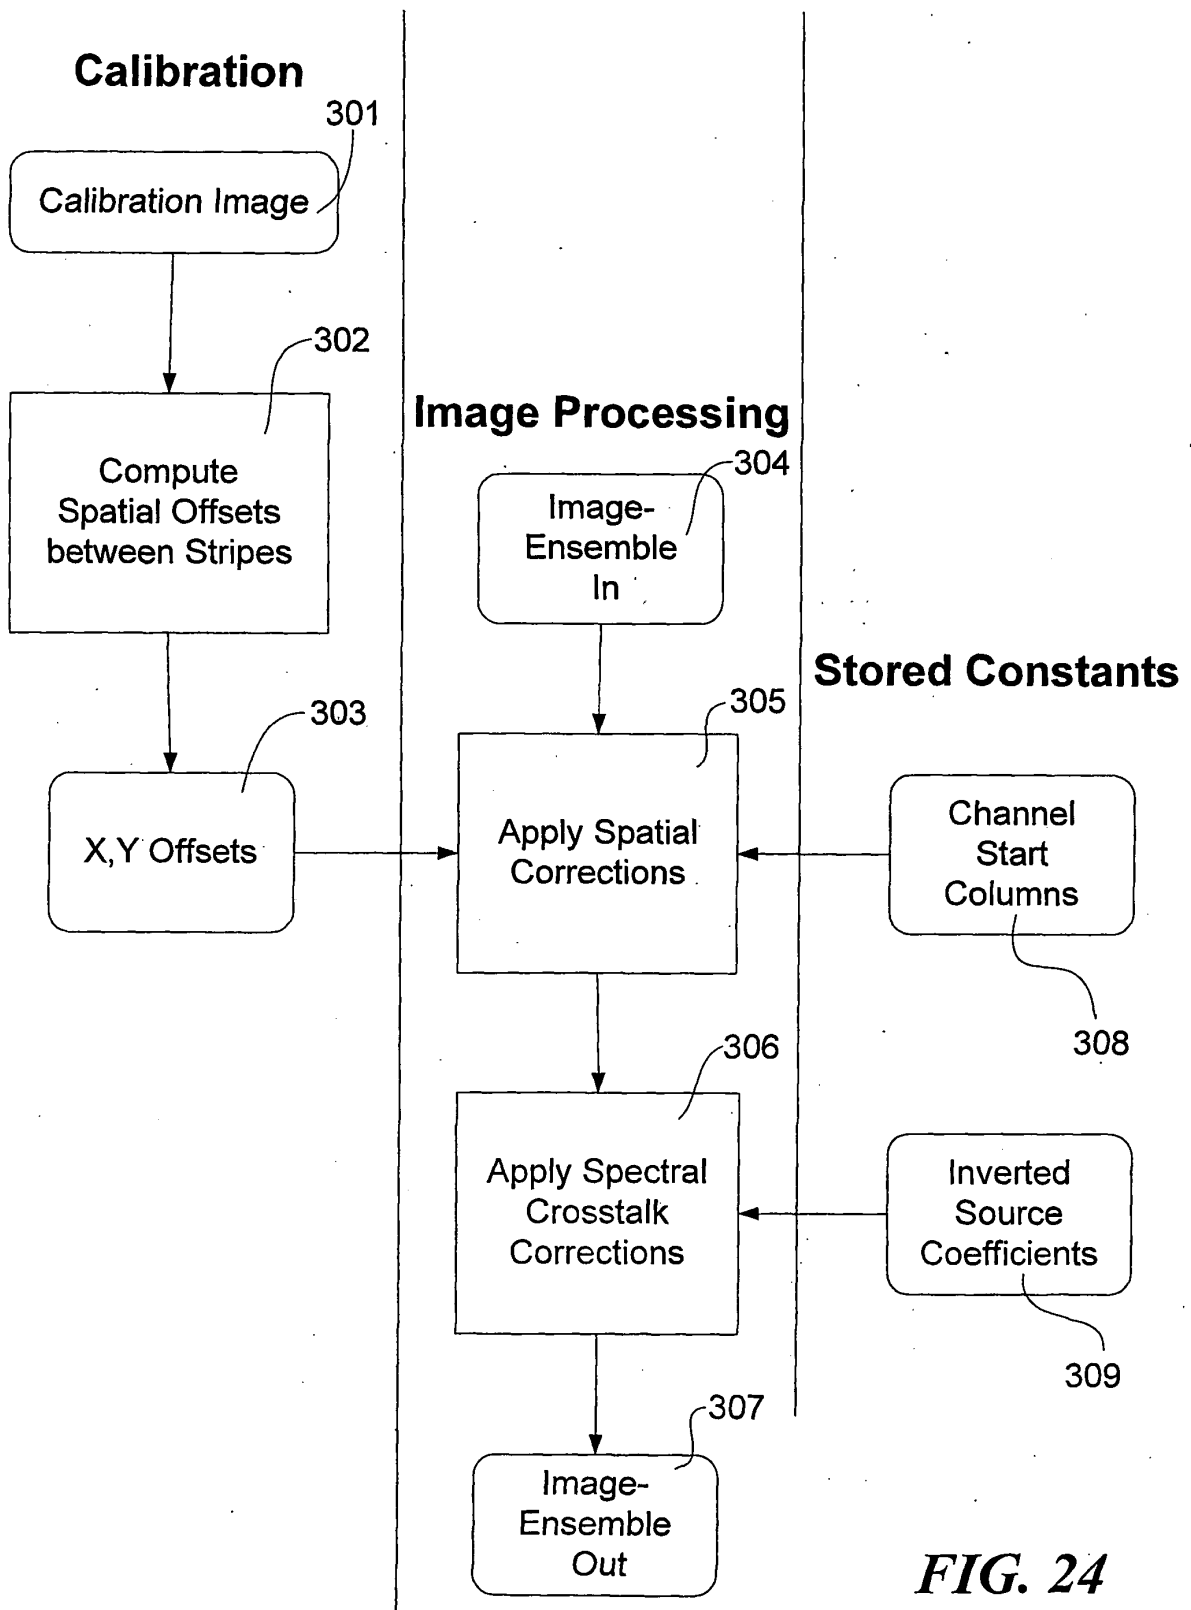 Calibration
301
Calibration Image
302
Compute
Spatial Offsets
between Stripes
303
X,Y Offsets
Image Processing
304
Image-
Ensemble
In
305
Apply Spatial
Corrections
306
Apply Spectral
Crosstalk
Corrections
307
Image-
Ensemble
Out
Stored Constants
Channel
Start
Columns
308
Inverted
Source
Coefficients
309
FIG. 24